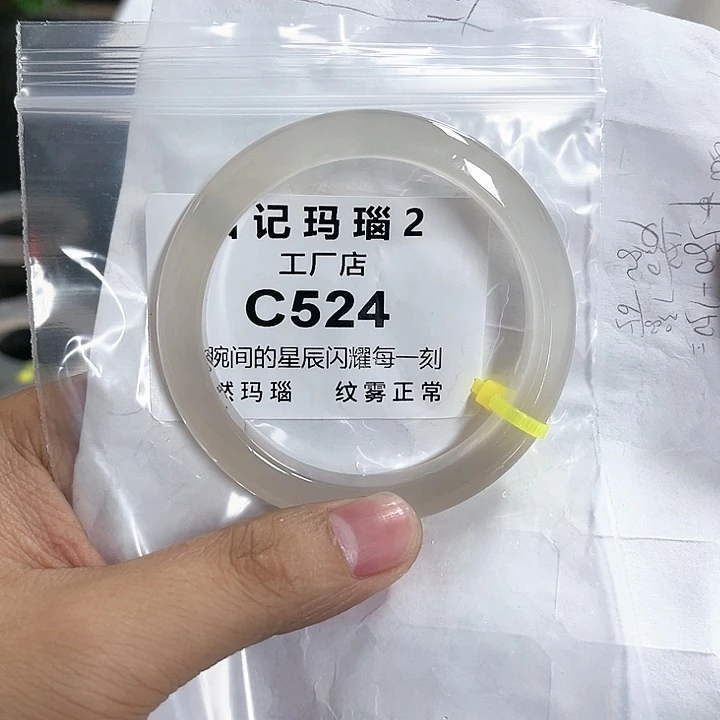 记玛瑙2
工厂店
C524
腕间的星辰闪耀每一刻
然玛瑙 纹雾正常